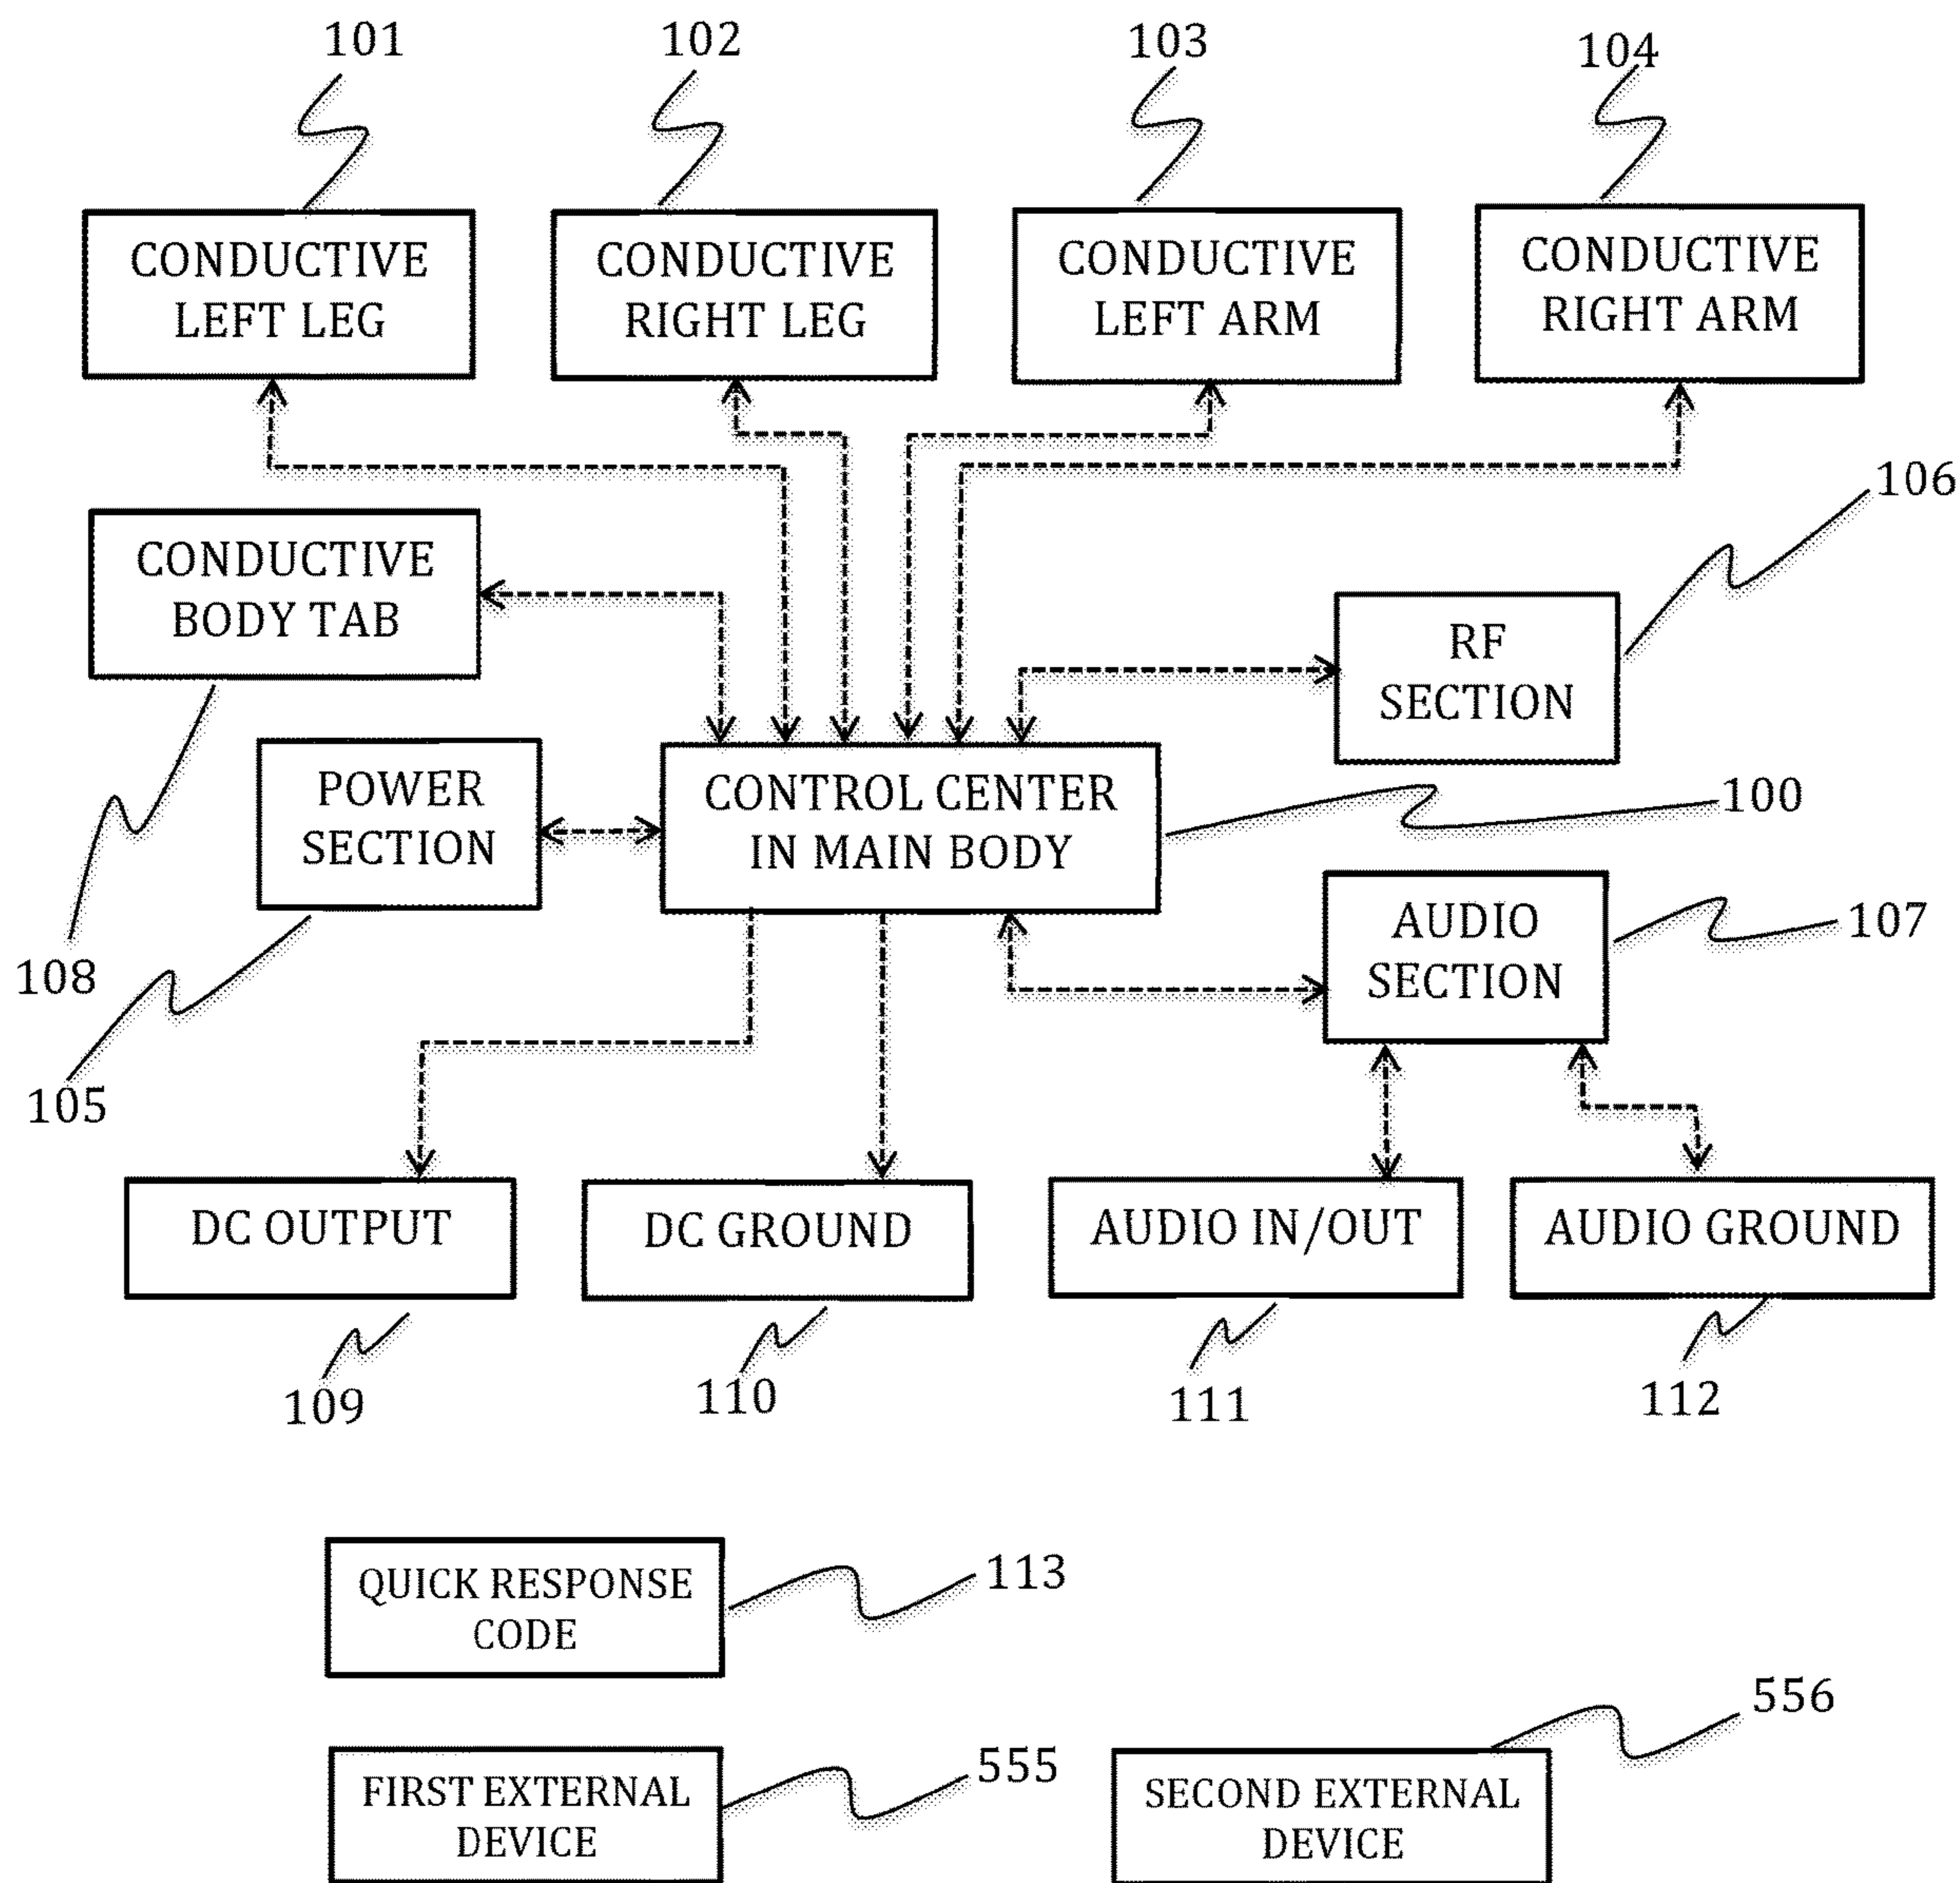 101
102
103
104
CONDUCTIVE
LEFT LEG
CONDUCTIVE
RIGHT LEG
CONDUCTIVE
LEFT ARM
CONDUCTIVE
RIGHT ARM
106
CONDUCTIVE
BODY TAB
RF
SECTION
POWER
SECTION
CONTROL CENTER
IN MAIN BODY
100
AUDIO
SECTION
107
108
105
DC OUTPUT
DC GROUND
AUDIO IN/OUT
AUDIO GROUND
109
110
111
112
QUICK RESPONSE
CODE
113
556
FIRST EXTERNAL
DEVICE
555
SECOND EXTERNAL
DEVICE